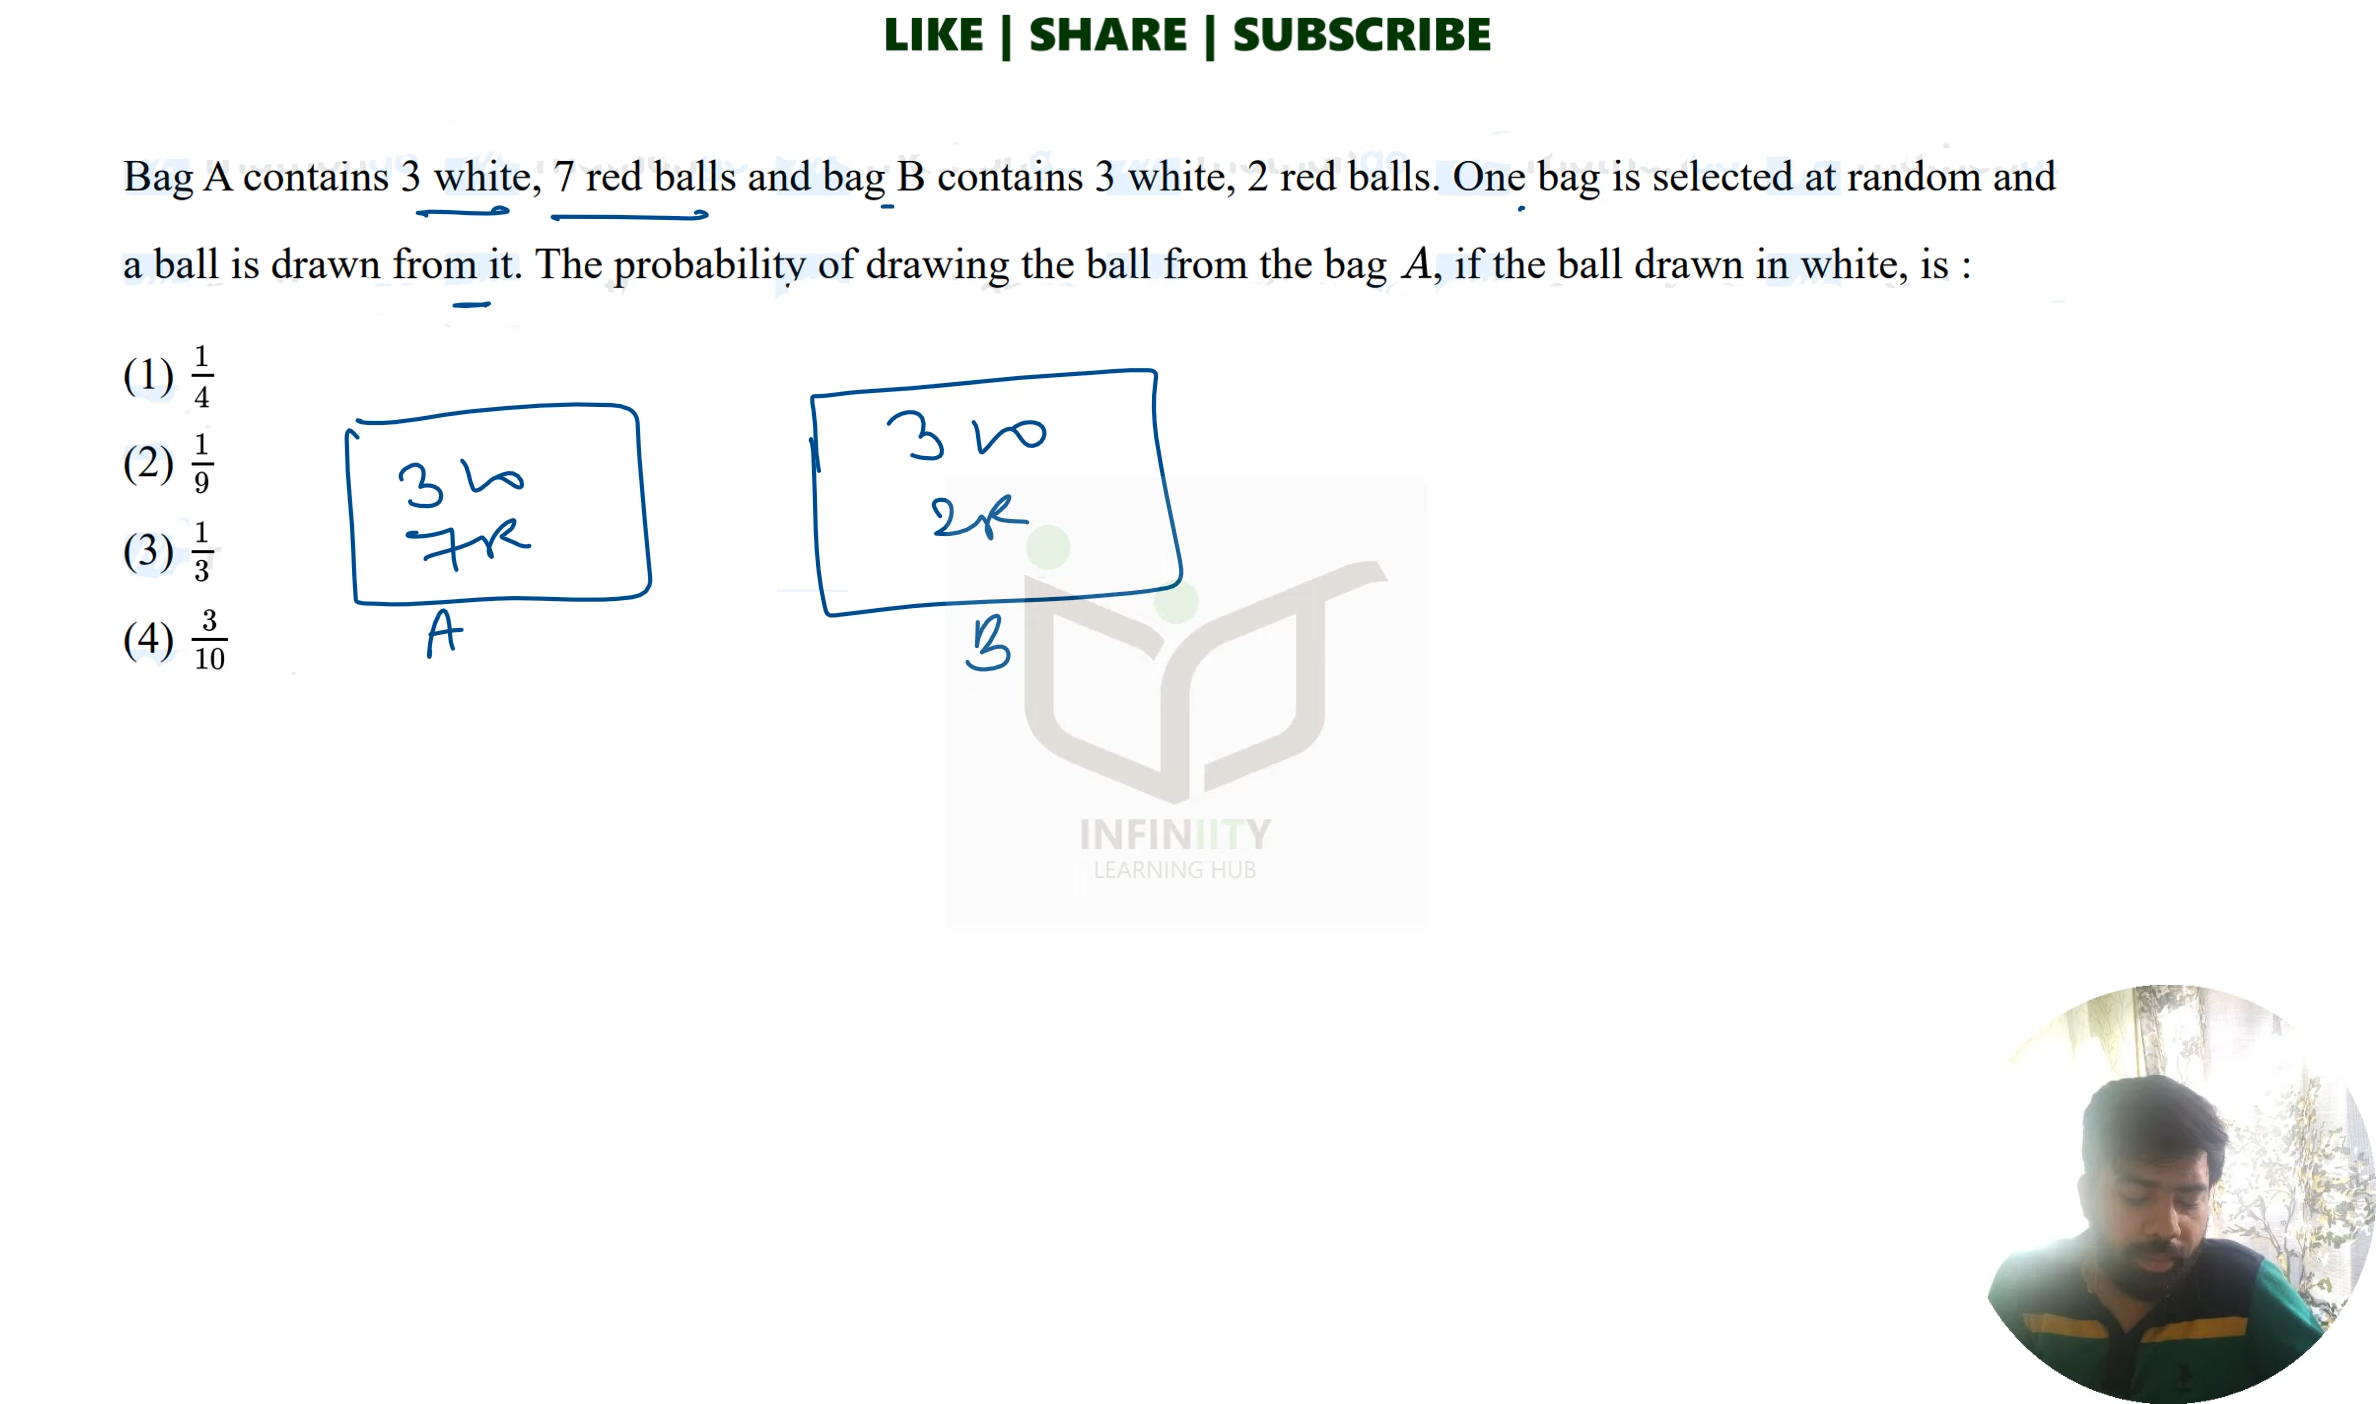 LIKE | SHARE | SUBSCRIBE
Bag A contains 3 white, 7 red balls and bag B contains 3 white, 2 red balls. One bag is selected at random and
a ball is drawn from it. The probability of drawing the ball from the bag A, if the ball drawn in white, is :
(1) 1/4
(2) 1/9
(3) 1/3
(4) 3/10
3 W
7R
A
3 W
2R
B
INFINIITY
LEARNING HUB